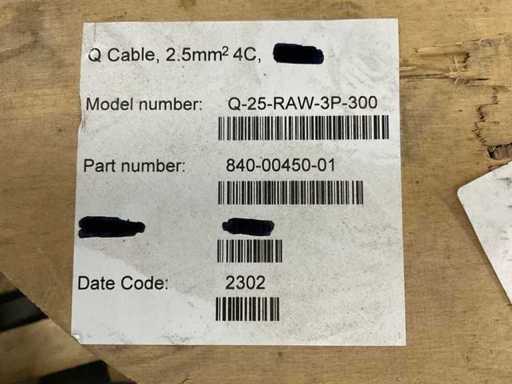 Q Cable, 2.5mm² 4C,
Model number: Q-25-RAW-3P-300
Part number: 840-00450-01
Date Code: 2302